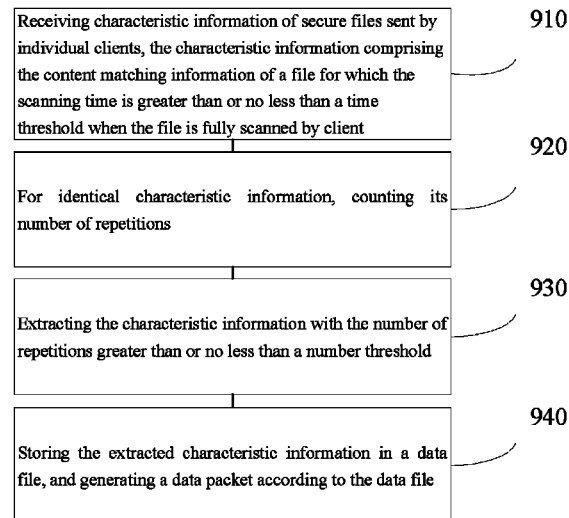 Receiving characteristic information of secure files sent by
individual clients, the characteristic information comprising
the content matching information of a file for which the
scanning time is greater than or no less than a time
threshold when the file is fully scanned by client
910
For identical characteristic information, counting its
number of repetitions
920
Extracting the characteristic information with the number of
repetitions greater than or no less than a number threshold
930
Storing the extracted characteristic information in a data
file, and generating a data packet according to the data file
940